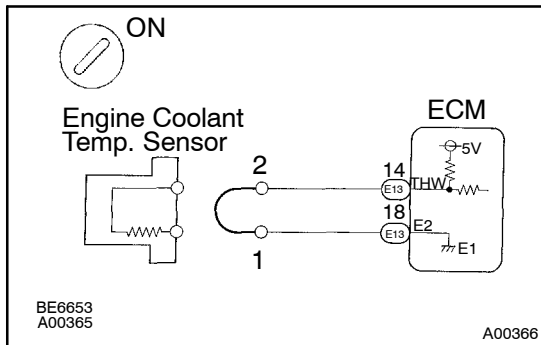 ON
Engine Coolant
Temp. Sensor
ECM
5V
2
14
THW
E13
18
E2
E13
1
E1
BE6653
A00365
A00366